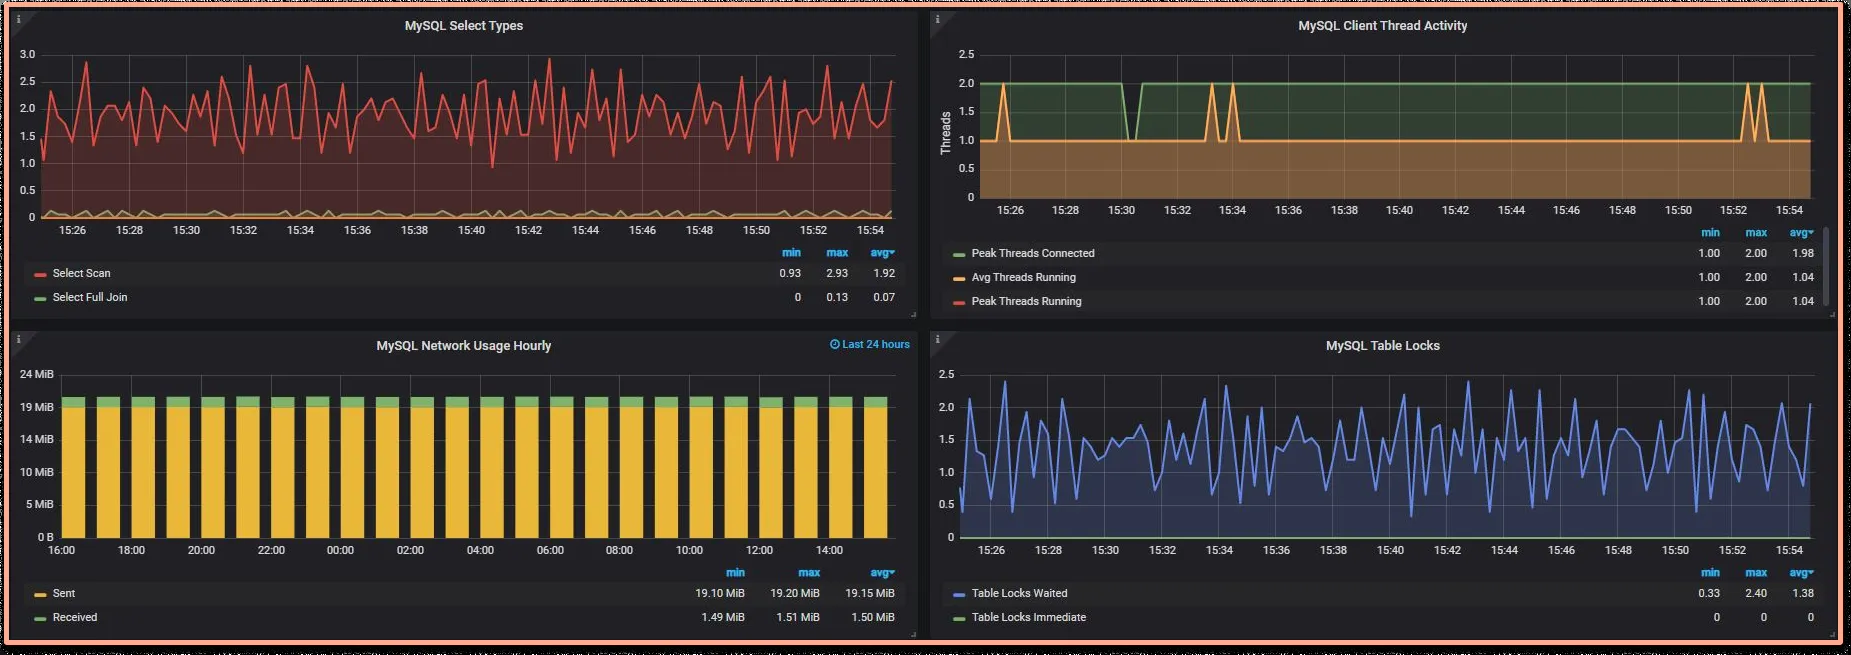 MySQL Select Types
3.0
2.5
2.0
1.5
1.0
0.5
0
15:26 15:28 15:30 15:32 15:34 15:36 15:38 15:40 15:42 15:44 15:46 15:48 15:50 15:52 15:54
min max avg
Select Scan 0.93 2.93 1.92
Select Full Join 0 0.13 0.07
MySQL Client Thread Activity
Threads
2.5
2.0
1.5
1.0
0.5
0
15:26 15:28 15:30 15:32 15:34 15:36 15:38 15:40 15:42 15:44 15:46 15:48 15:50 15:52 15:54
min max avg
Peak Threads Connected 1.00 2.00 1.98
Avg Threads Running 1.00 2.00 1.04
Peak Threads Running 1.00 2.00 1.04
MySQL Network Usage Hourly
Last 24 hours
24 MiB
19 MiB
14 MiB
10 MiB
5 MiB
0 B
16:00 18:00 20:00 22:00 00:00 02:00 04:00 06:00 08:00 10:00 12:00 14:00
min max avg
Sent 19.10 MiB 19.20 MiB 19.15 MiB
Received 1.49 MiB 1.51 MiB 1.50 MiB
MySQL Table Locks
2.5
2.0
1.5
1.0
0.5
0
15:26 15:28 15:30 15:32 15:34 15:36 15:38 15:40 15:42 15:44 15:46 15:48 15:50 15:52 15:54
min max avg
Table Locks Waited 0.33 2.40 1.38
Table Locks Immediate 0 0 0